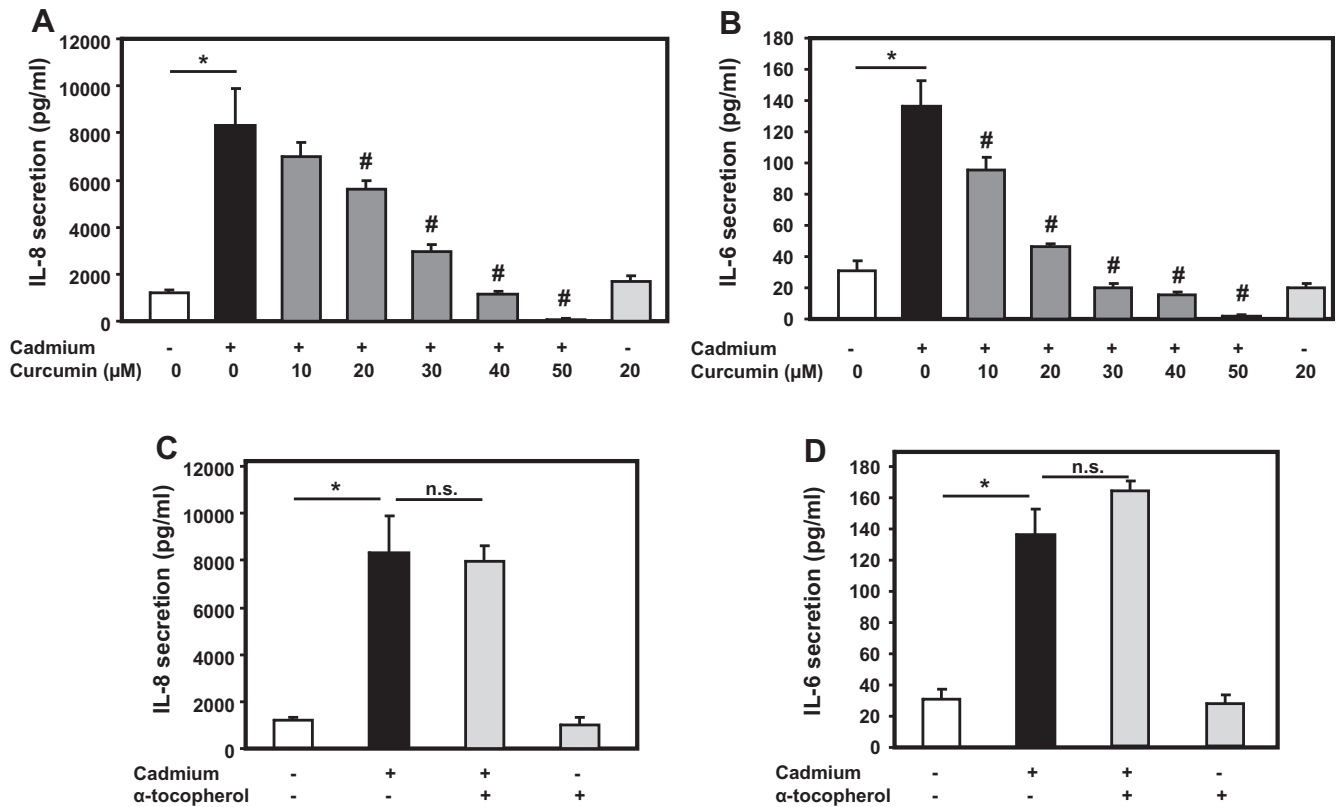 A
IL-8 secretion (pg/ml)
12000
10000
8000
6000
4000
2000
0
*
#
#
#
#
Cadmium - + + + + + + -
Curcumin (µM) 0 0 10 20 30 40 50 20
B
IL-6 secretion (pg/ml)
180
160
140
120
100
80
60
40
20
0
*
#
#
#
#
#
Cadmium - + + + + + + -
Curcumin (µM) 0 0 10 20 30 40 50 20
C
IL-8 secretion (pg/ml)
12000
10000
8000
6000
4000
2000
0
* n.s.
Cadmium - + + -
α-tocopherol - - + +
D
IL-6 secretion (pg/ml)
180
160
140
120
100
80
60
40
20
0
n.s.
*
Cadmium - + + -
α-tocopherol - - + +